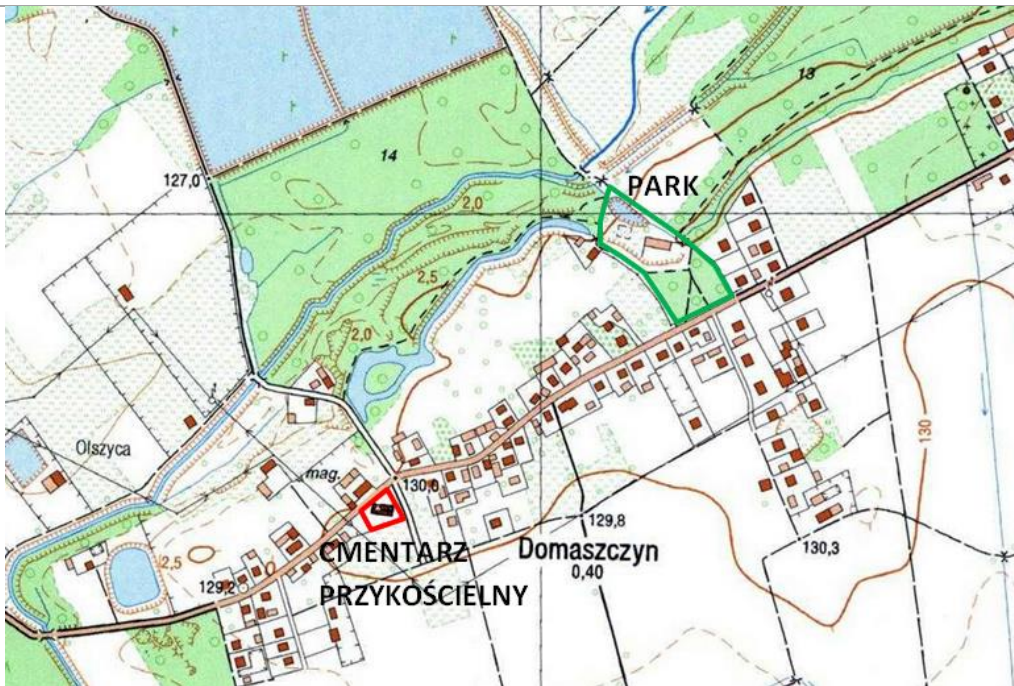 13
14
127,0
PARK
2,0
2,5
2,0
130
Olszyca
mag.
130,0
129,8
130,3
Domaszczyn
0,40
CMENTARZ
PRZYKOŚCIELNY
2,5
129,2